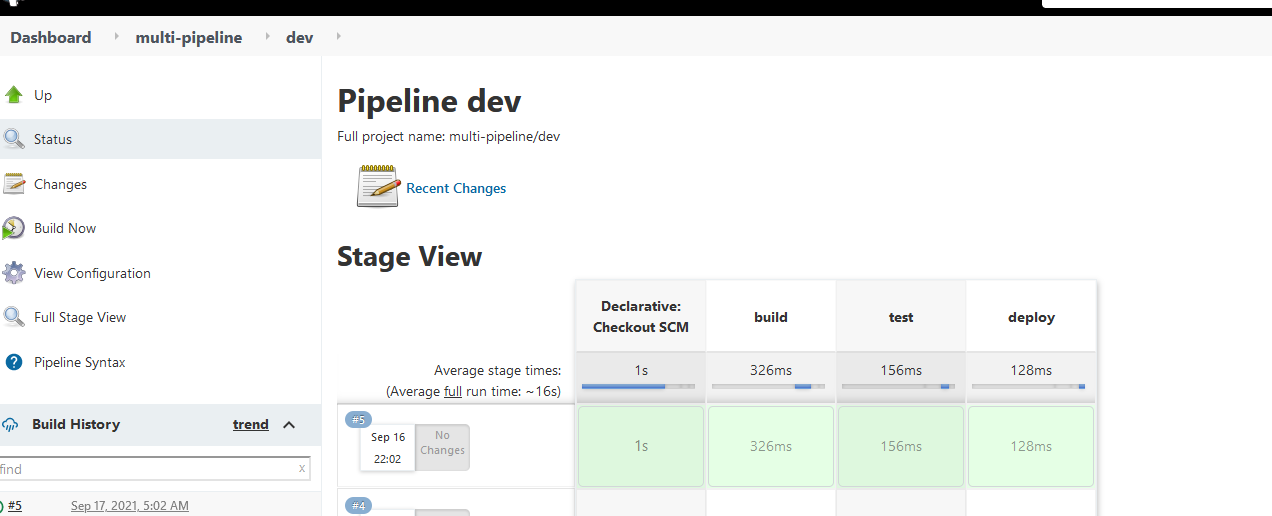 Dashboard multi-pipeline dev
Up
Status
Changes
Build Now
View Configuration
Full Stage View
Pipeline Syntax
Build History trend
find x
#5 Sep 17, 2021, 5:02 AM
Pipeline dev
Full project name: multi-pipeline/dev
Recent Changes
Stage View
Declarative:
Checkout SCM
build
test
deploy
Average stage times:
(Average full run time: ~16s)
1s
326ms
156ms
128ms
#5
Sep 16
22:02
No
Changes
1s
326ms
156ms
128ms
#4